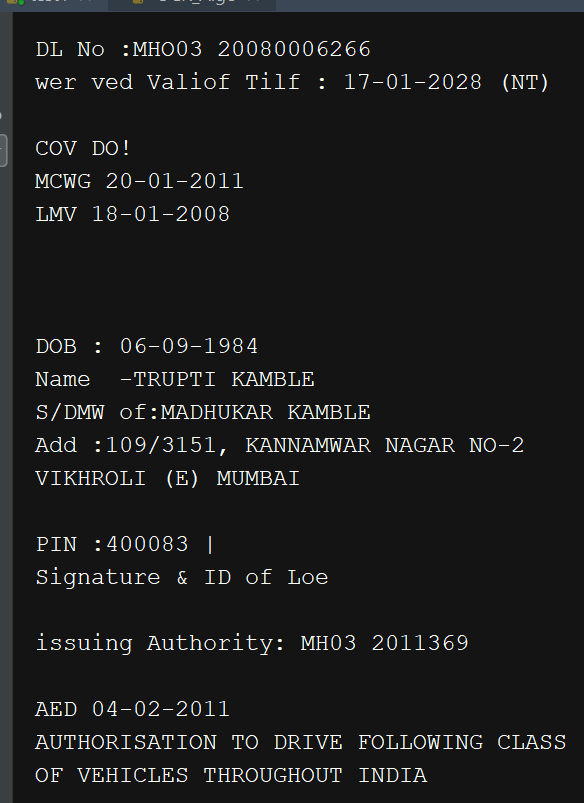 DL No :MHO03 20080006266
wer ved Valiof Tilf : 17-01-2028 (NT)
COV DO!
MCWG 20-01-2011
LMV 18-01-2008
DOB : 06-09-1984
Name  -TRUPTI KAMBLE
S/DMW of:MADHUKAR KAMBLE
Add :109/3151, KANNAMWAR NAGAR NO-2
VIKHROLI (E) MUMBAI
PIN :400083 |
Signature & ID of Loe
issuing Authority: MH03 2011369
AED 04-02-2011
AUTHORISATION TO DRIVE FOLLOWING CLASS
OF VEHICLES THROUGHOUT INDIA